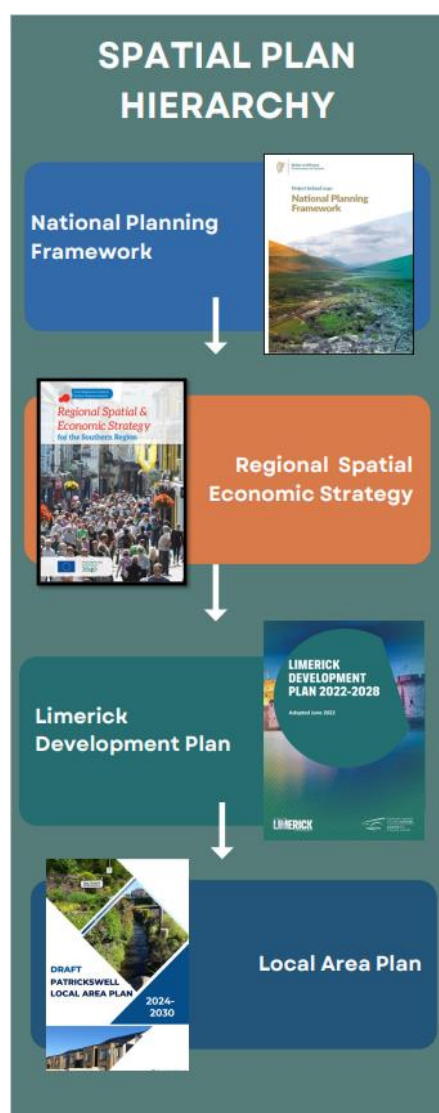 SPATIAL PLAN
HIERARCHY
National Planning
Framework
National Planning
Framework
Regional Spatial &
Economic Strategy
for the Southern Region
Regional Spatial
Economic Strategy
LIMERICK
DEVELOPMENT
PLAN 2022-2028
Adopted June 2022
Limerick
Development Plan
LIMERICK
DRAFT
PATRICKSWELL
LOCAL AREA PLAN
2024-
2030
Local Area Plan